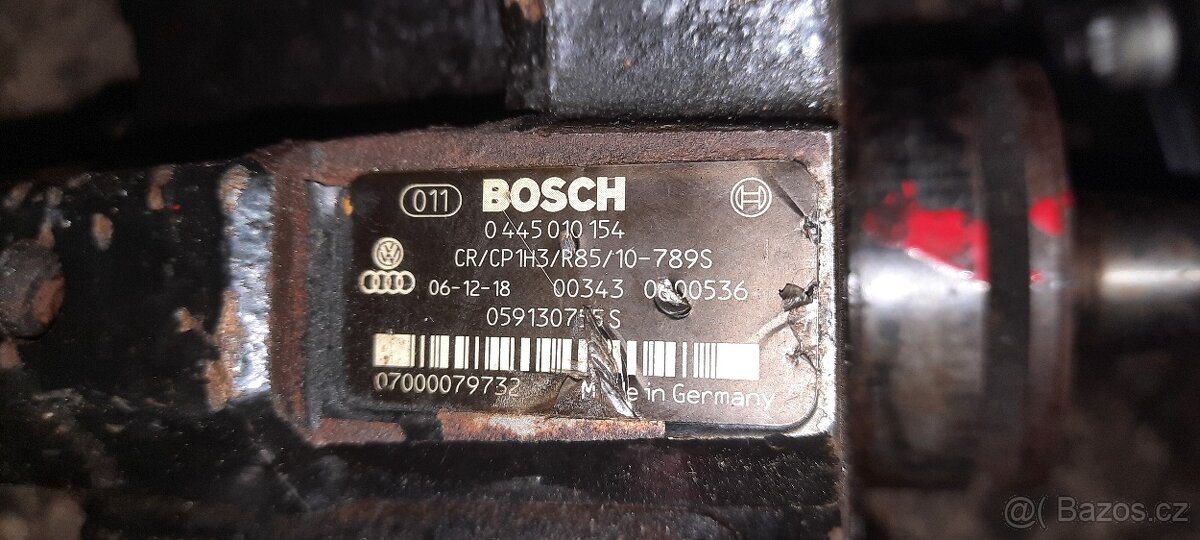 011 BOSCH
0 445 010 154
CR/CP1H3/R85/10-789S
06-12-18 00343
S
07000079732 in Germany
@( Bazos.cz